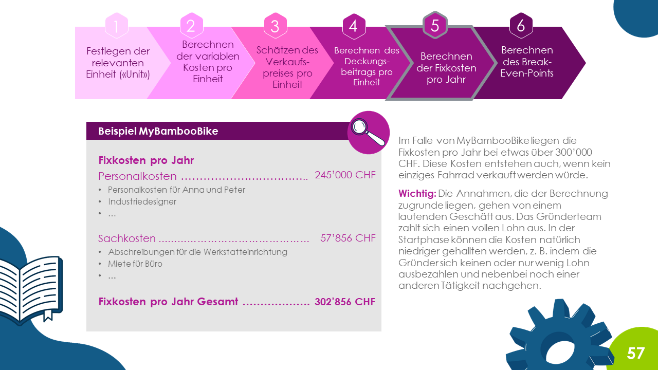 1
2
3
4
5
6
Festlegen der
relevanten
Einheit («Unit»)
Berechnen
der variablen
Kosten pro
Einheit
Schätzen des
Verkaufs-
preises pro
Einheit
Berechnen des
Deckungs-
beitrags pro
Einheit
Berechnen
der Fixkosten
pro Jahr
Berechnen
des Break-
Even-Points
Beispiel MyBambooBike
Fixkosten pro Jahr
Personalkosten ………………………….. 245’000 CHF
• Personalkosten für Anna und Peter
• Industriedesigner
• …
Sachkosten …………………………………. 57’856 CHF
• Abschreibungen für die Werkstatteinrichtung
• Miete für Büro
• …
Fixkosten pro Jahr Gesamt ………………. 302’856 CHF
Im Falle von MyBambooBike liegen die
Fixkosten pro Jahr bei etwas über 300’000
CHF. Diese Kosten entstehen auch, wenn kein
einziges Fahrrad verkauft werden würde.
Wichtig: Die Annahmen, die der Berechnung
zugrunde liegen, gehen von einem
laufenden Geschäft aus. Das Gründerteam
zahlt sich einen vollen Lohn aus. In der
Startphase können die Kosten natürlich
niedriger gehalten werden, z. B. indem die
Gründer sich keinen oder nur wenig Lohn
ausbezahlen und nebenbei noch einer
anderen Tätigkeit nachgehen.
57